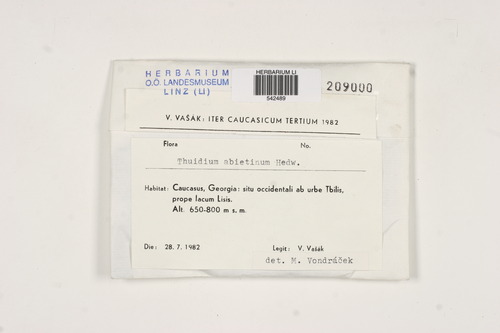 HERBARIUM
O.Ö. LANDESMUSEUM
LINZ (LI)
HERBARIUM LI
542489
209000
V. VAŠÁK: ITER CAUCASICUM TERTIUM 1982
Flora No.
Thuidium abietinum Hedw.
Habitat: Caucasus, Georgia: situ occidentali ab urbe Tbilis,
prope lacum Lisis.
Alt. 650-800 m s. m.
Die: 28. 7. 1982 Legit: V. Vašák
det. M. Vondráček